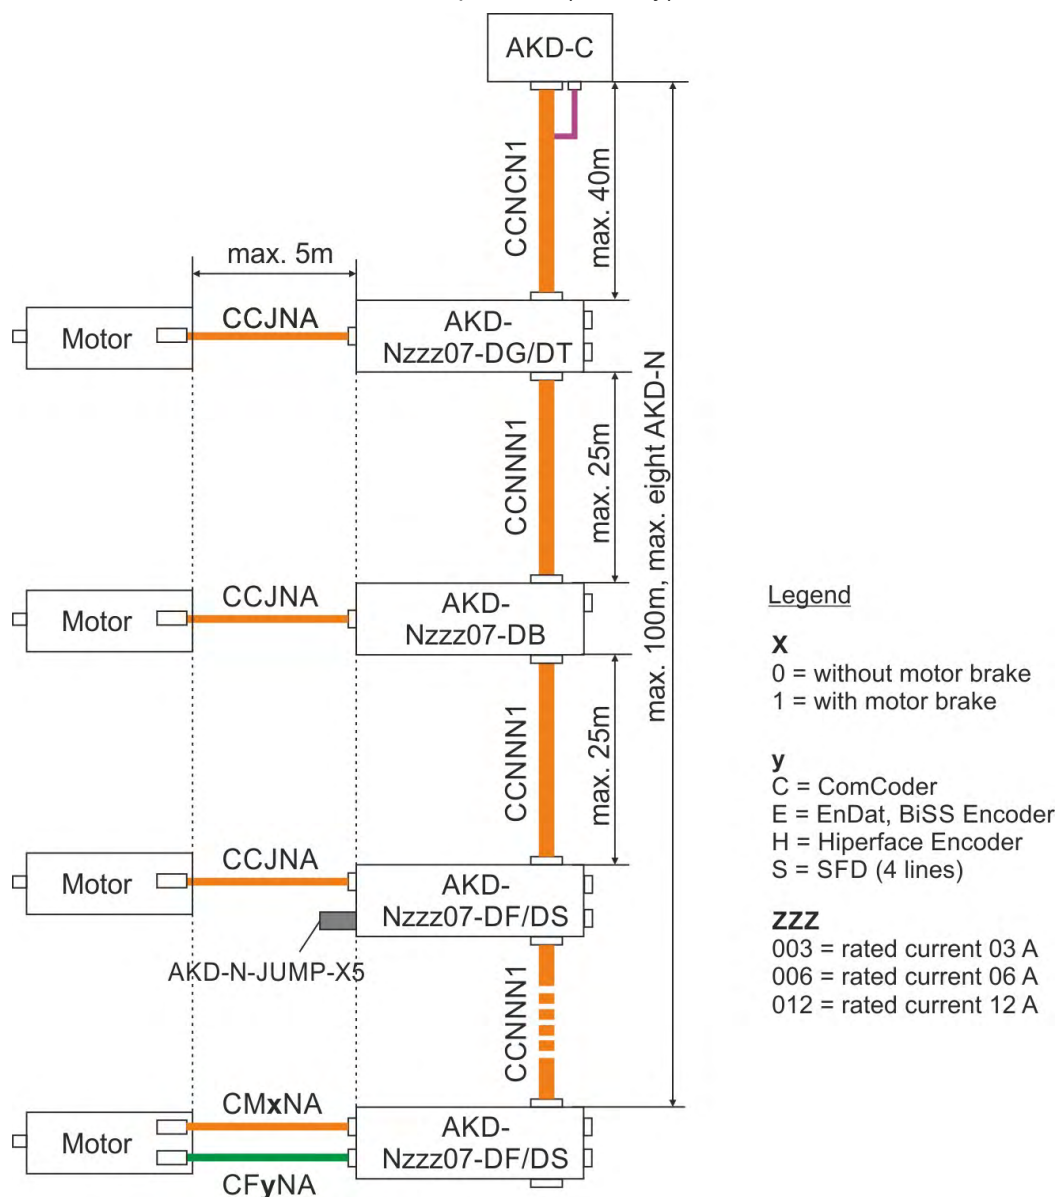 AKD-C
CCNCN1
max. 40m
max. 5m
Motor
CCJNA
AKD-
Nzzz07-DG/DT
CCNNN1
max. 25m
max. 100m, max. eight AKD-N
Motor
CCJNA
AKD-
Nzzz07-DB
CCNNN1
max. 25m
Motor
CCJNA
AKD-
Nzzz07-DF/DS
AKD-N-JUMP-X5
CCNNN1
Motor
CMxNA
CFyNA
AKD-
Nzzz07-DF/DS
Legend
X
0 = without motor brake
1 = with motor brake
y
C = ComCoder
E = EnDat, BiSS Encoder
H = Hiperface Encoder
S = SFD (4 lines)
ZZZ
003 = rated current 03 A
006 = rated current 06 A
012 = rated current 12 A